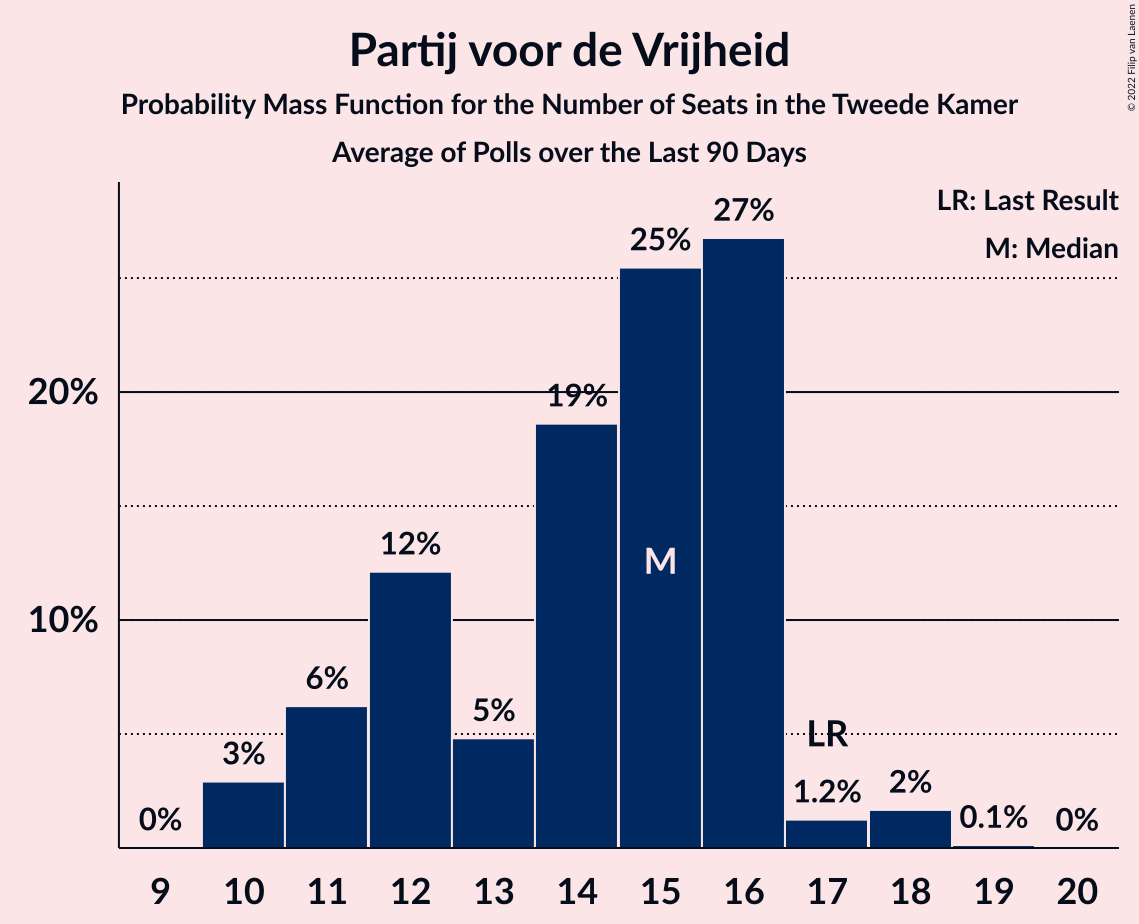 Partij voor de Vrijheid
Probability Mass Function for the Number of Seats in the Tweede Kamer
Average of Polls over the Last 90 Days
© 2022 Filip van Laenen
LR: Last Result
M: Median
27%
25%
20%
19%
12%
M
10%
6%
5%
LR
3%
2%
1.2%
0%
0.1%
0%
9 10 11 12 13 14 15 16 17 18 19 20